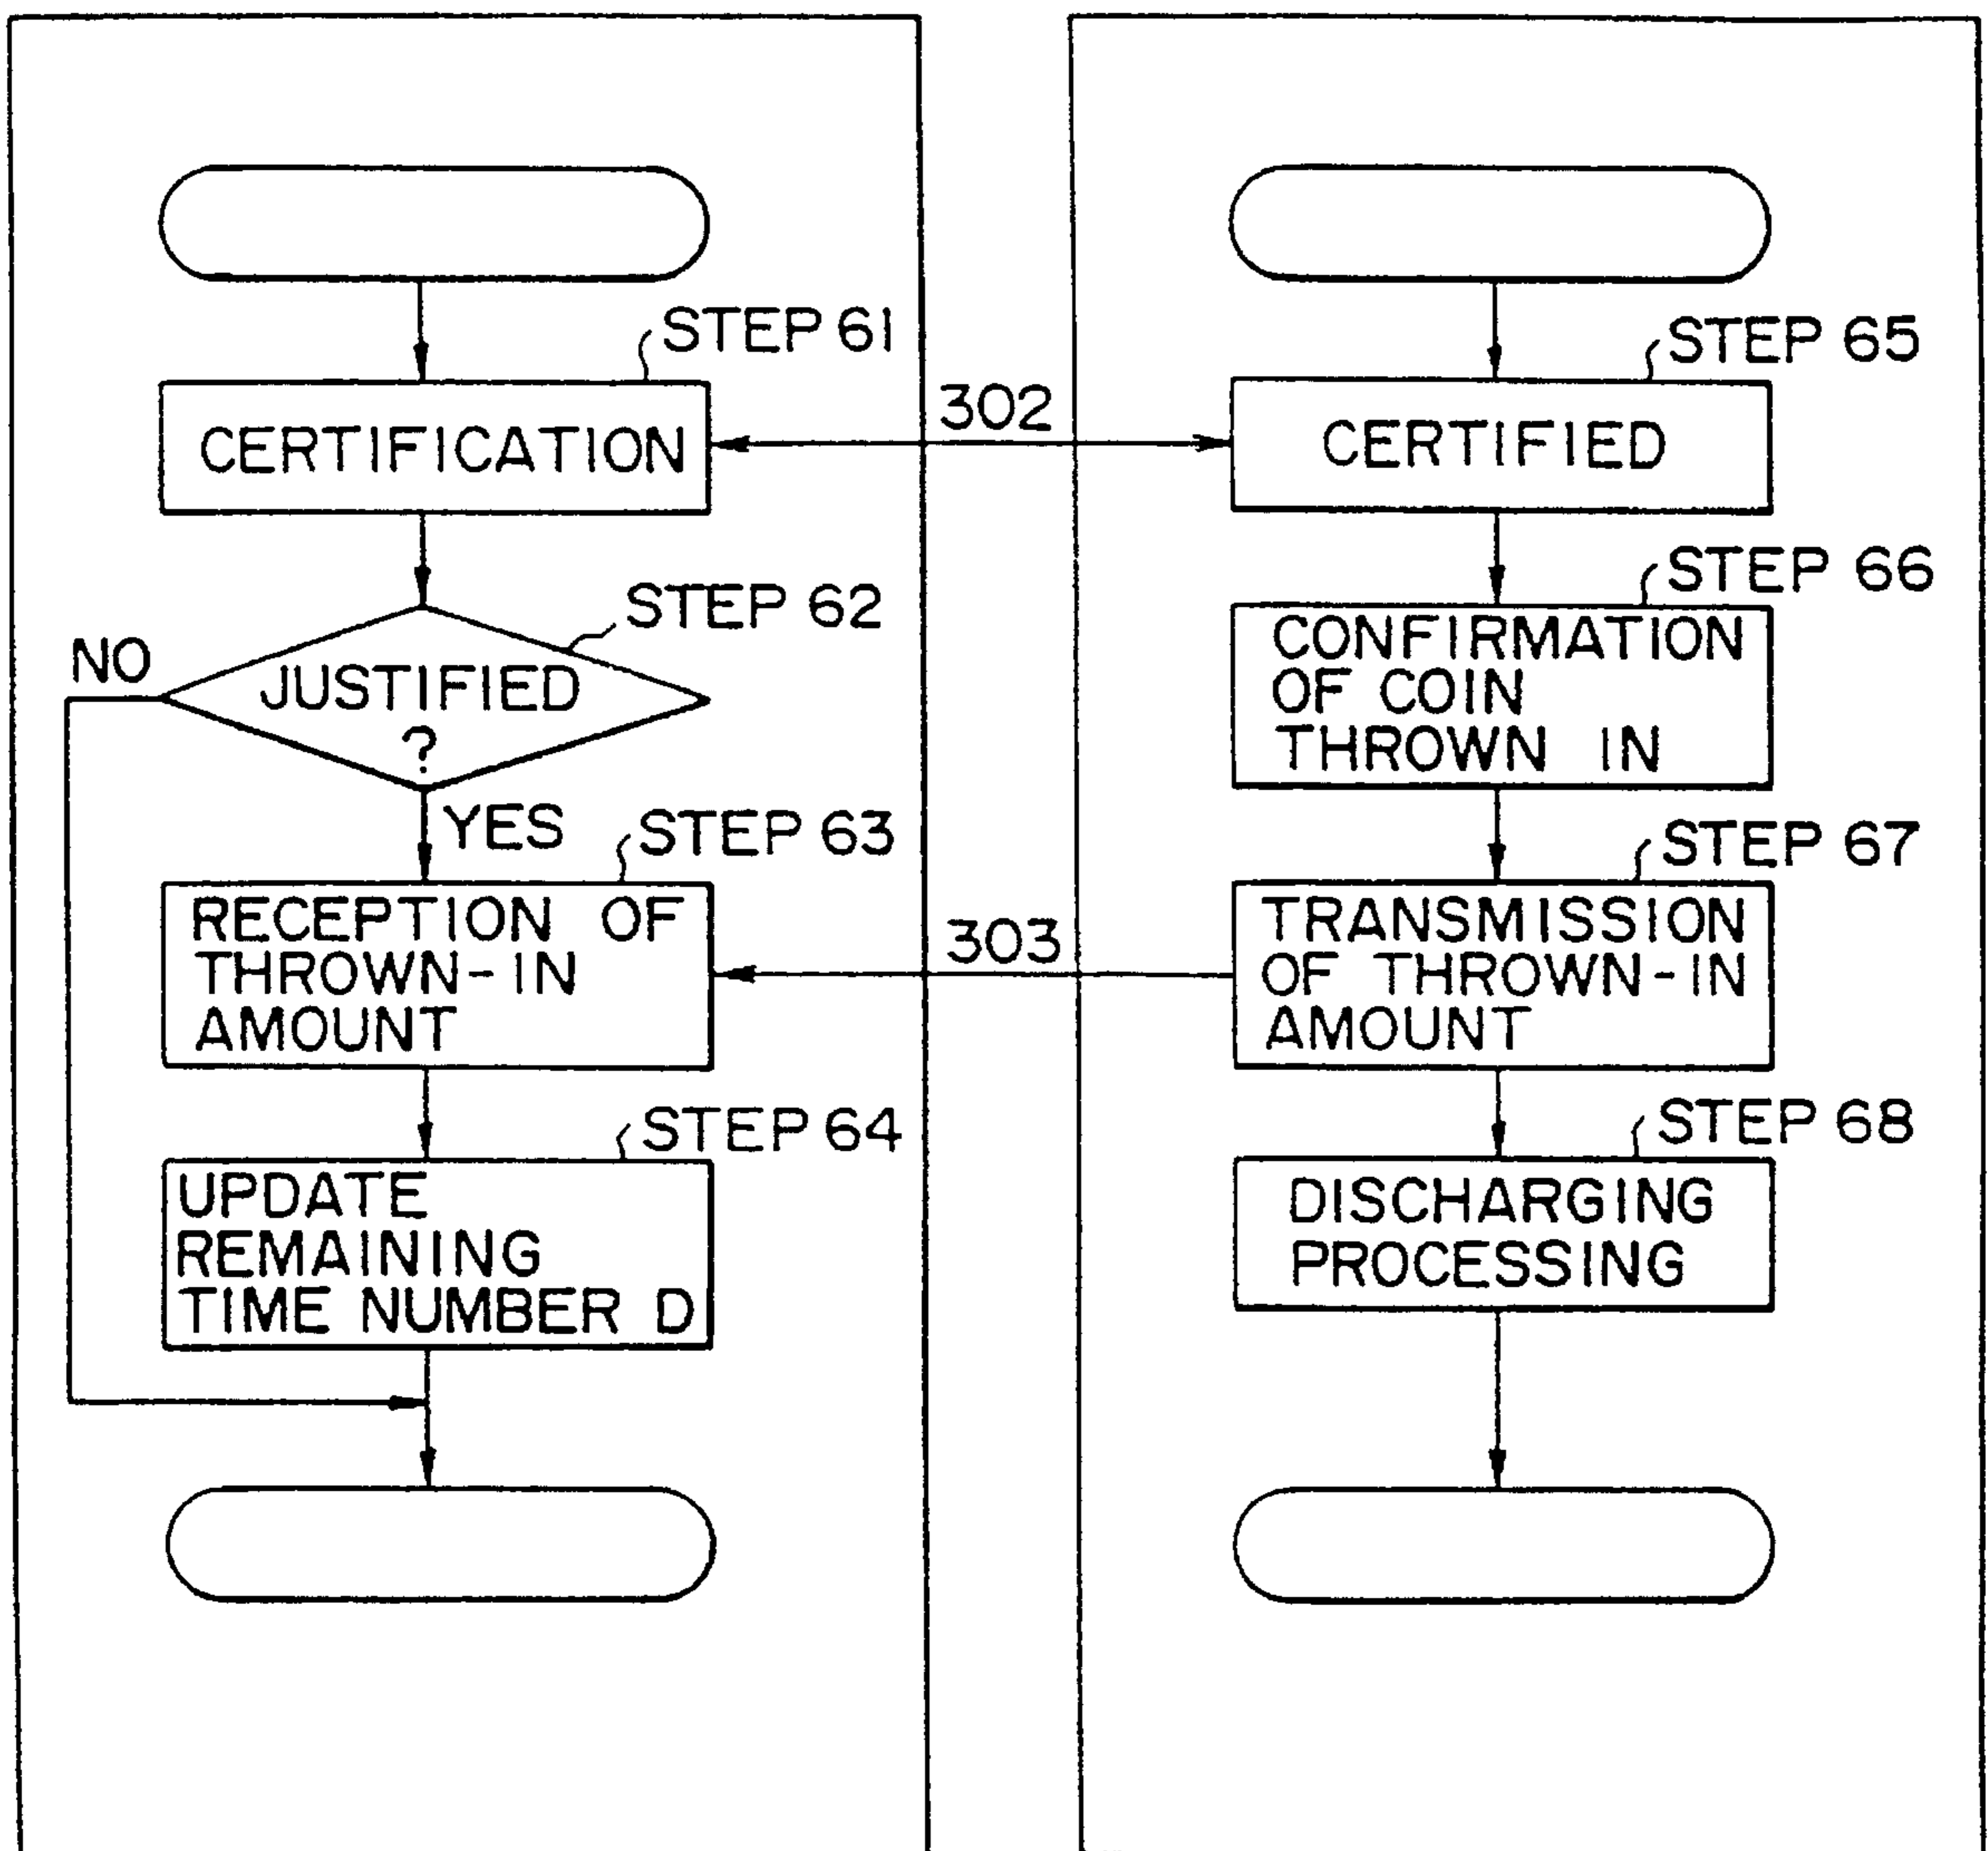 STEP 61
CERTIFICATION
STEP 62
NO
JUSTIFIED
?
YES
STEP 63
RECEPTION OF
THROWN-IN
AMOUNT
STEP 64
UPDATE
REMAINING
TIME NUMBER D
302
303
STEP 65
CERTIFIED
STEP 66
CONFIRMATION
OF COIN
THROWN IN
STEP 67
TRANSMISSION
OF THROWN-IN
AMOUNT
STEP 68
DISCHARGING
PROCESSING